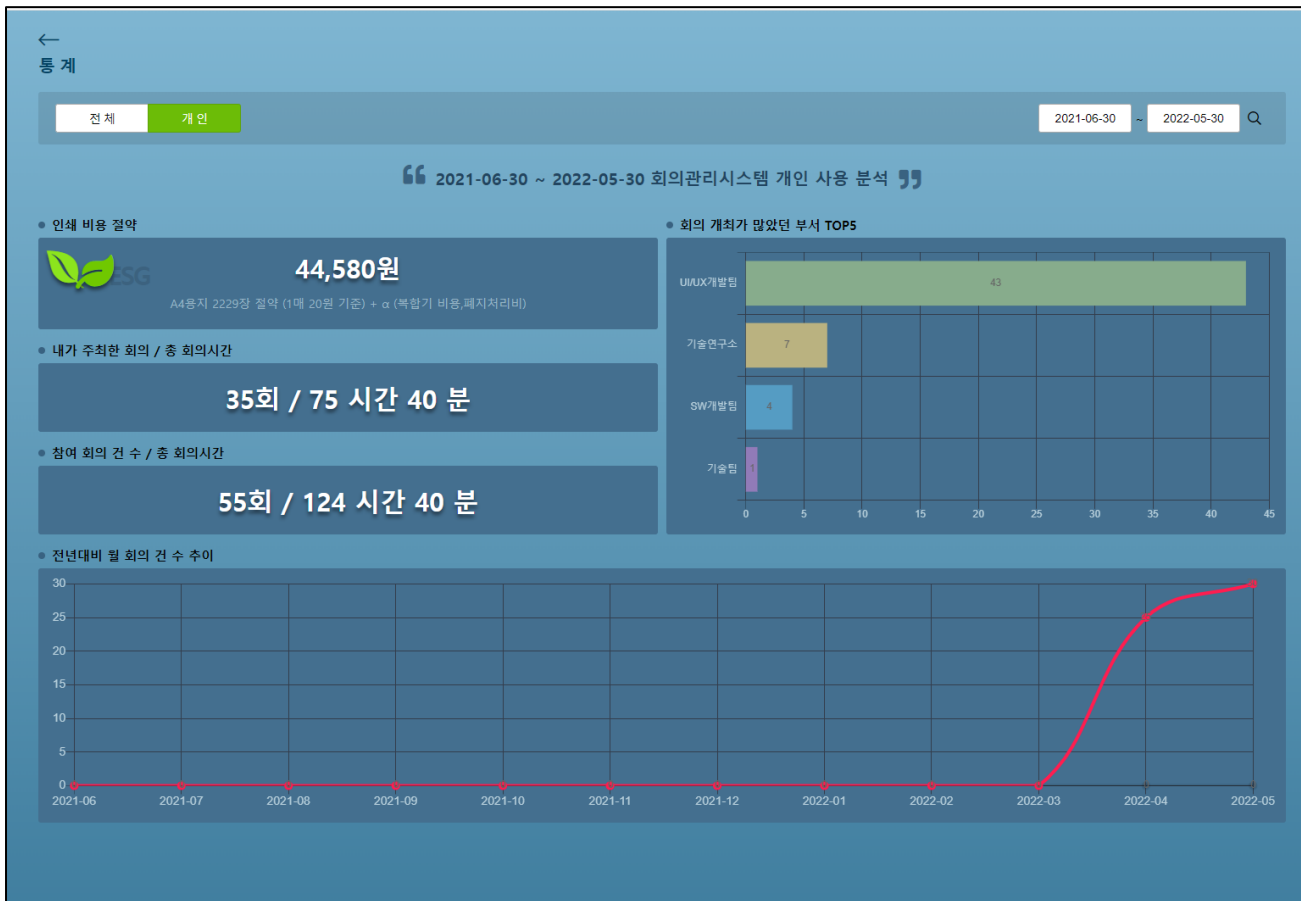 통 계
전 체
개 인
2021-06-30 ~ 2022-05-30
2021-06-30 ~ 2022-05-30 회의관리시스템 개인 사용 분석
인쇄 비용 절약
ESG
44,580원
A4용지 2229장 절약 (1매 20원 기준) + α (복합기 비용,폐지처리비)
내가 주최한 회의 / 총 회의시간
35회 / 75 시간 40 분
참여 회의 건 수 / 총 회의시간
55회 / 124 시간 40 분
회의 개최가 많았던 부서 TOP5
UI/UX개발팀
43
기술연구소
7
SW개발팀
4
기술팀
1
0 5 10 15 20 25 30 35 40 45
전년대비 월 회의 건 수 추이
30
25
20
15
10
5
0
2021-06 2021-07 2021-08 2021-09 2021-10 2021-11 2021-12 2022-01 2022-02 2022-03 2022-04 2022-05